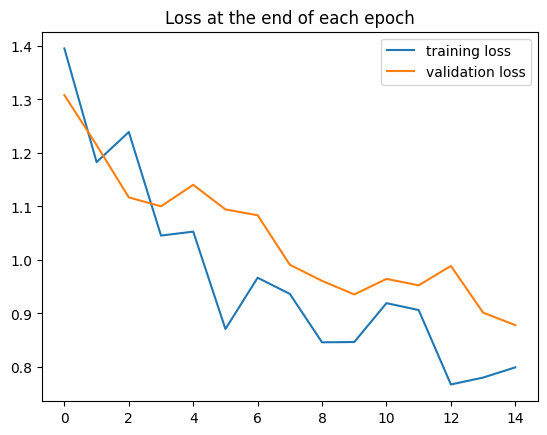 Loss at the end of each epoch
training loss
validation loss
1.4
1.3
1.2
1.1
1.0
0.9
0.8
0 2 4 6 8 10 12 14